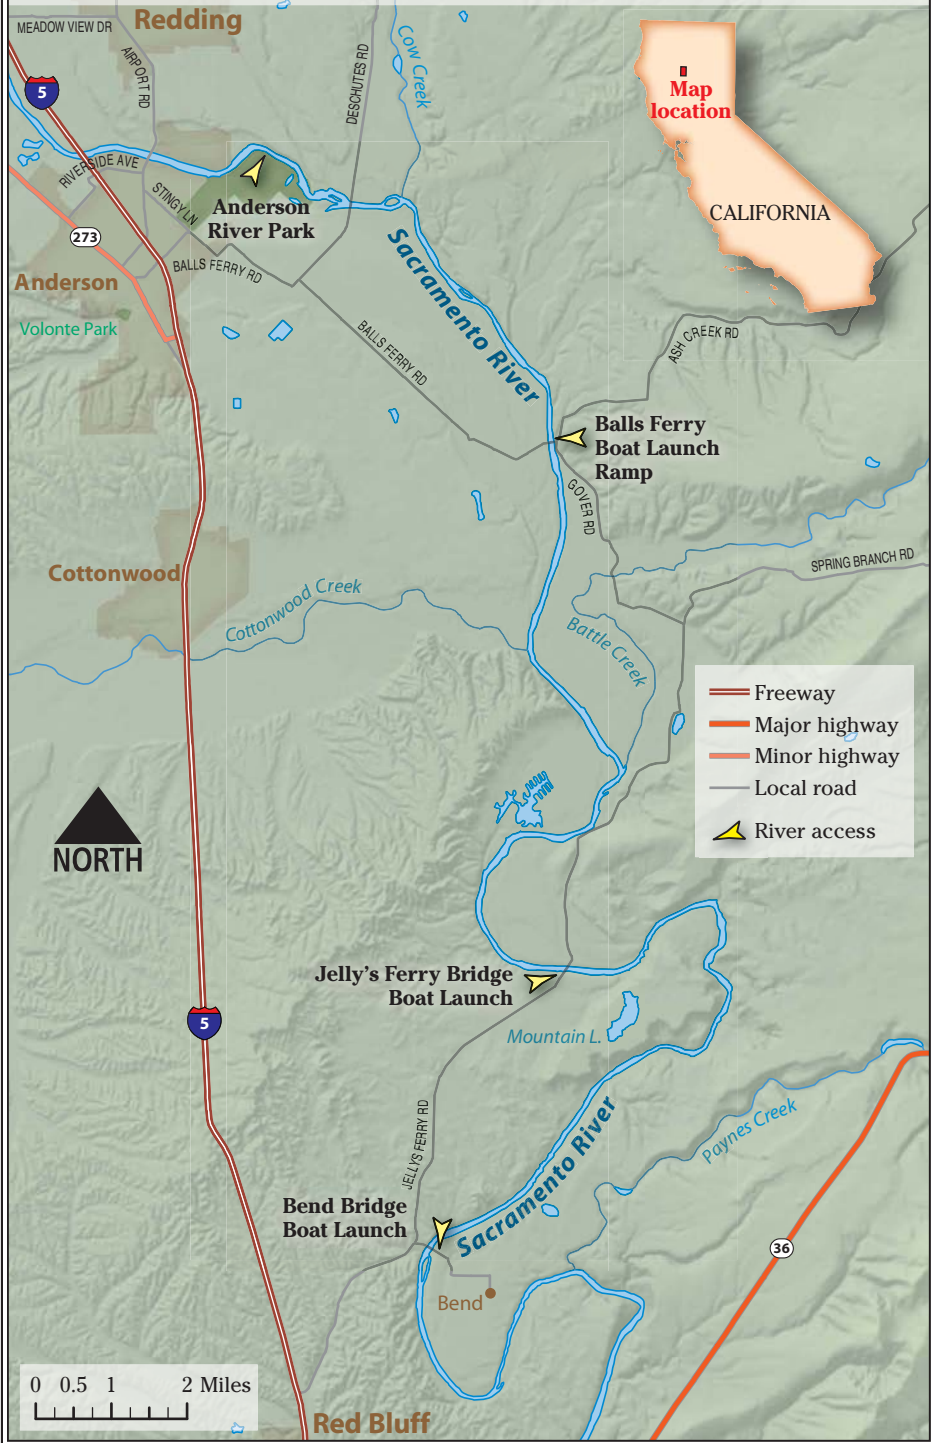 Redding
MEADOW VIEW DR
AIRPORT RD
DESCHUTES RD
Cow Creek
5
Map
location
CALIFORNIA
RIVERSIDE AVE
STINGY LN
Anderson
River Park
273
Sacramento River
BALLS FERRY RD
Anderson
Volonte Park
BALLS FERRY RD
ASH CREEK RD
Balls Ferry
Boat Launch
Ramp
GOVER RD
SPRING BRANCH RD
Cottonwood
Cottonwood Creek
Battle Creek
Freeway
Major highway
Minor highway
Local road
River access
NORTH
Jelly's Ferry Bridge
Boat Launch
5
Mountain L.
Sacramento River
Paynes Creek
JELLYS FERRY RD
Bend Bridge
Boat Launch
36
Bend
0 0.5 1 2 Miles
Red Bluff